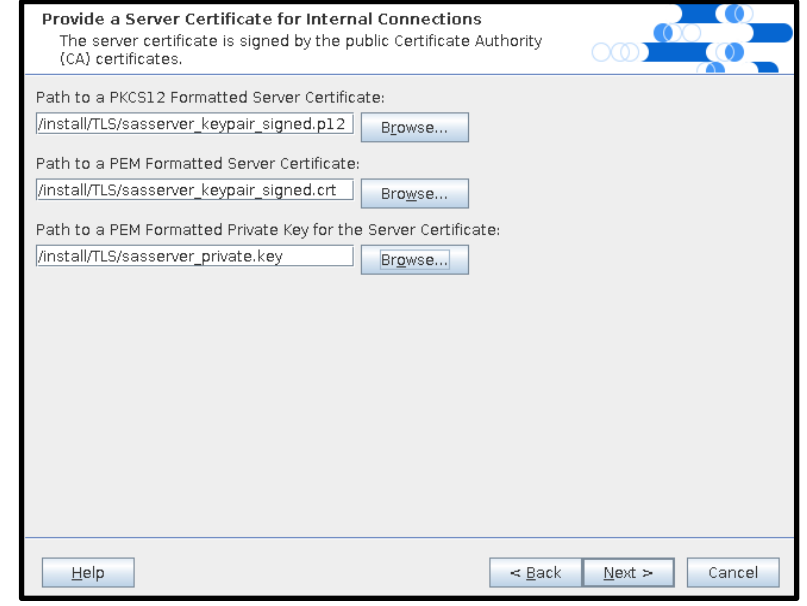 Provide a Server Certificate for Internal Connections
The server certificate is signed by the public Certificate Authority
(CA) certificates.
Path to a PKCS12 Formatted Server Certificate:
/install/TLS/sasserver_keypair_signed.p12 Browse...
Path to a PEM Formatted Server Certificate:
/install/TLS/sasserver_keypair_signed.crt Browse...
Path to a PEM Formatted Private Key for the Server Certificate:
/install/TLS/sasserver_private.key Browse...
Help < Back Next > Cancel